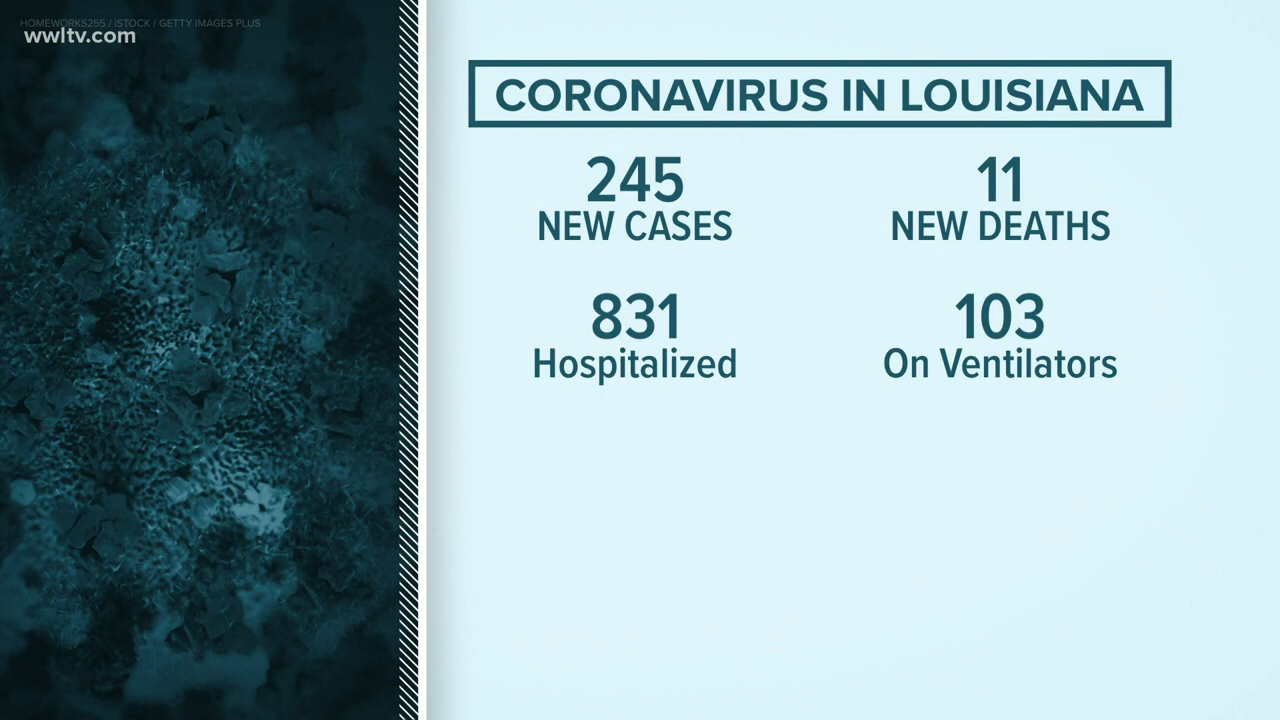 HOMEWORKS255 / iSTOCK / GETTY IMAGES PLUS
wwltv.com
CORONAVIRUS IN LOUISIANA
245
NEW CASES
11
NEW DEATHS
831
Hospitalized
103
On Ventilators